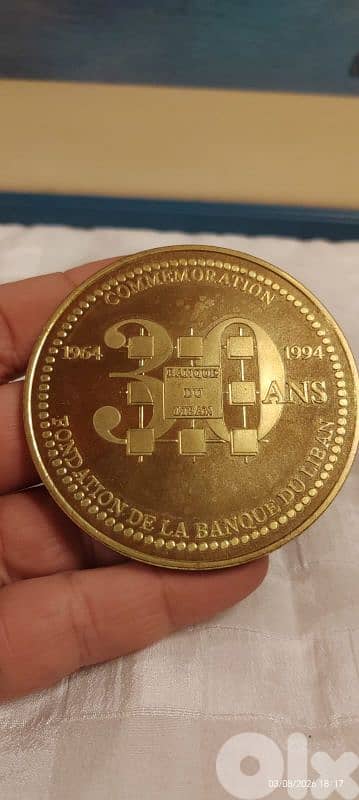 COMMEMORATION
1964 1994
30 ANS
BANQUE
DU
LIBAN
FONDATION DE LA BANQUE DU LIBAN
olx
03/08/2026 18:17